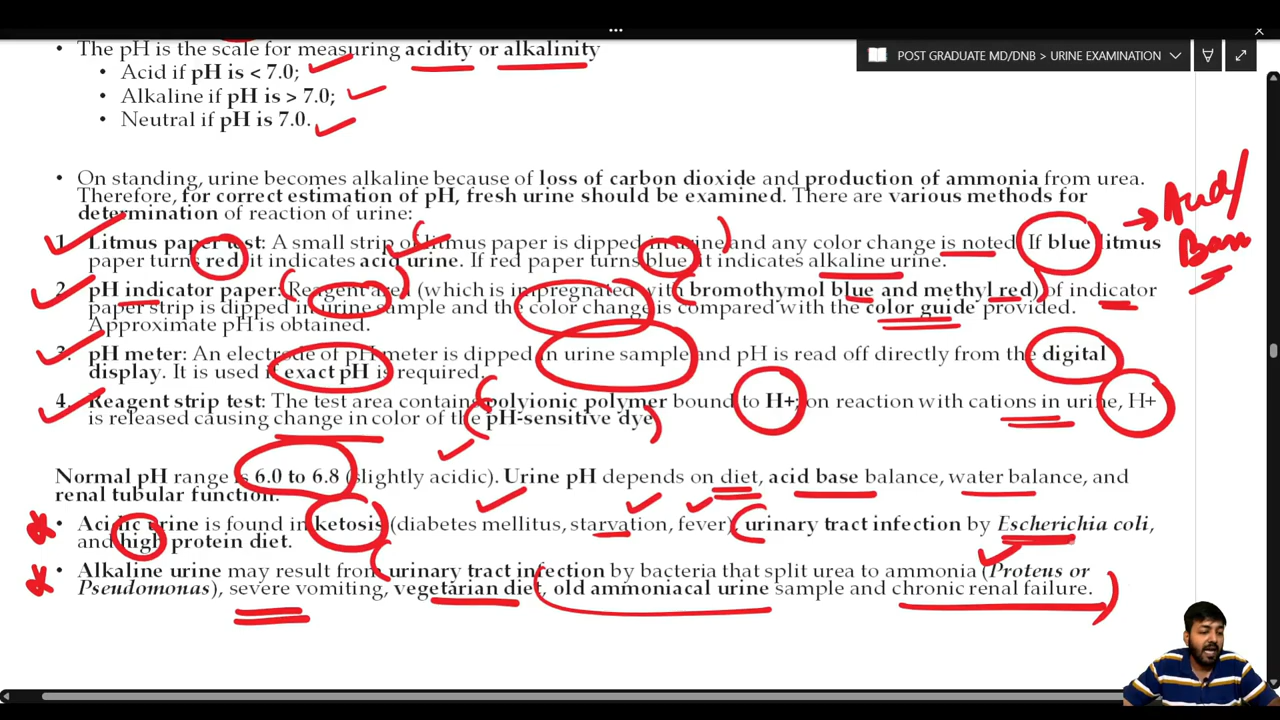 • The pH is the scale for measuring acidity or alkalinity
• Acid if pH is < 7.0;
• Alkaline if pH is > 7.0;
• Neutral if pH is 7.0.
POST GRADUATE MD/DNB > URINE EXAMINATION
• On standing, urine becomes alkaline because of loss of carbon dioxide and production of ammonia from urea.
Therefore, for correct estimation of pH, fresh urine should be examined. There are various methods for
determination of reaction of urine:
1. Litmus paper test: A small strip of litmus paper is dipped in urine and any color change is noted. If blue litmus
paper turns red, it indicates acid urine. If red paper turns blue it indicates alkaline urine.
2. pH indicator paper: Reagent area (which is impregnated with bromothymol blue and methyl red) of indicator
paper strip is dipped in urine sample and the color change is compared with the color guide provided.
Approximate pH is obtained.
3. pH meter: An electrode of pH meter is dipped in urine sample and pH is read off directly from the digital
display. It is used if exact pH is required.
4. Reagent strip test: The test area contains polyionic polymer bound to H+; on reaction with cations in urine, H+
is released causing change in color of the pH-sensitive dye.
Acid/
Base
Normal pH range is 6.0 to 6.8 (slightly acidic). Urine pH depends on diet, acid base balance, water balance, and
renal tubular function.
• Acidic urine is found in ketosis (diabetes mellitus, starvation, fever), urinary tract infection by Escherichia coli,
and high protein diet.
• Alkaline urine may result from urinary tract infection by bacteria that split urea to ammonia (Proteus or
Pseudomonas), severe vomiting, vegetarian diet, old ammoniacal urine sample and chronic renal failure.